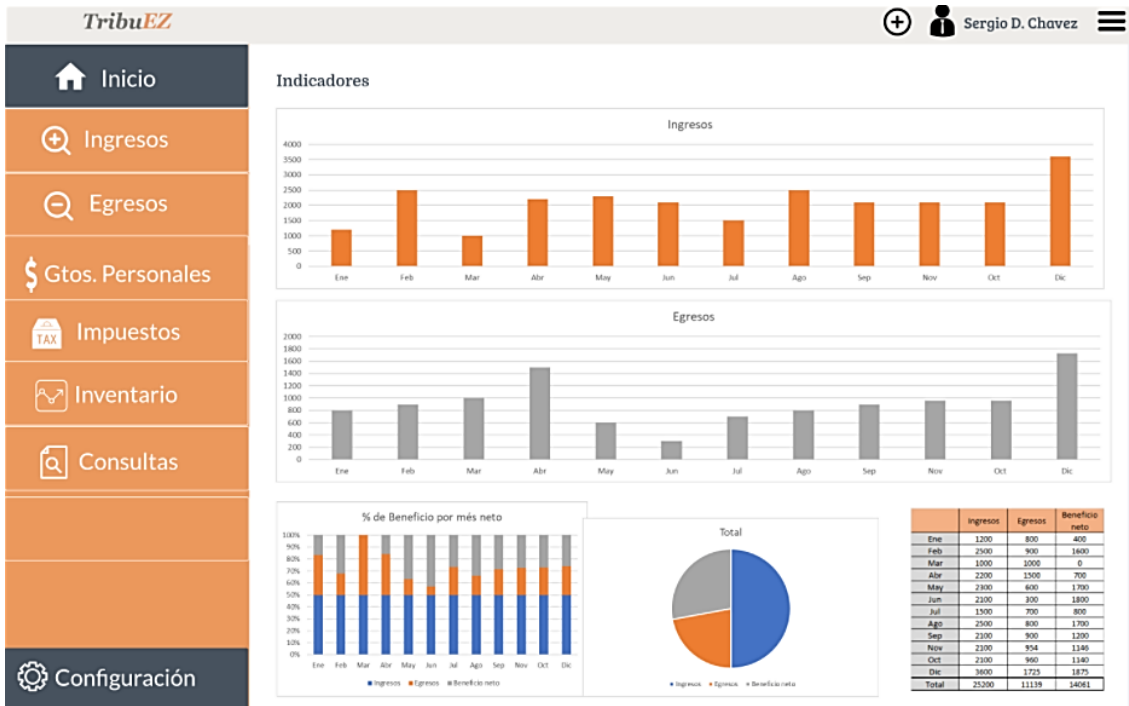 TribuEZ
Sergio D. Chavez
Inicio
Ingresos
Egresos
$ Gtos. Personales
TAX Impuestos
Inventario
Consultas
Configuración
Indicadores
Ingresos
4000
3500
3000
2500
2000
1500
1000
500
0
Ene Feb Mar Abr May Jun Jul Ago Sep Nov Oct Dic
Egresos
2000
1800
1600
1400
1200
1000
800
600
400
200
0
Ene Feb Mar Abr May Jun Jul Ago Sep Nov Oct Dic
% de Beneficio por més neto
100%
90%
80%
70%
60%
50%
40%
30%
20%
10%
0%
Ene Feb Mar Abr May Jun Jul Ago Sep Nov Oct Dic
Ingresos Egresos Beneficio neto
Total
Ingresos Egresos Beneficio neto
Ingresos Egresos Beneficio neto
Ene 1200 800 400
Feb 2500 900 1600
Mar 1000 1000 0
Abr 2200 1500 700
May 2300 600 1700
Jun 2100 300 1800
Jul 1500 700 800
Ago 2500 800 1700
Sep 2100 900 1200
Nov 2100 954 1146
Oct 2100 960 1140
Dic 3600 1725 1875
Total 25200 11139 14061